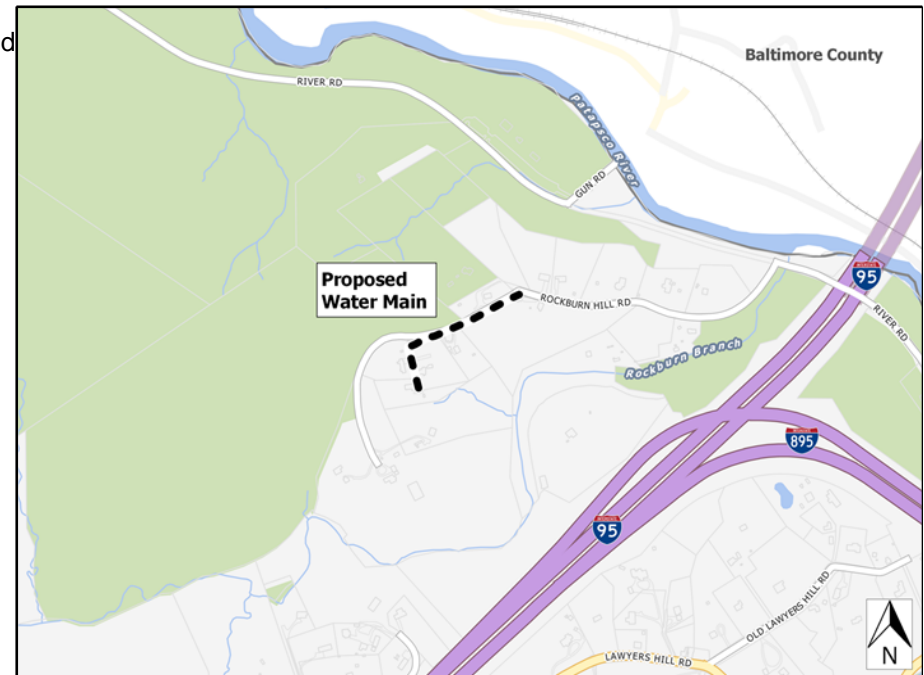 d
Baltimore County
RIVER RD
Patapsco River
GUN RD
Proposed
Water Main
ROCKBURN HILL RD
95
RIVER RD
Rockburn Branch
895
95
OLD LAWYERS HILL RD
LAWYERS HILL RD
N